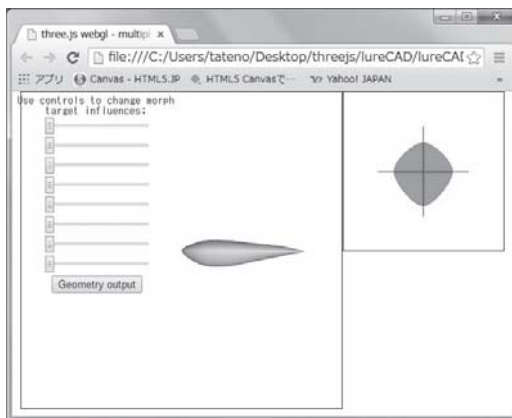 three.js webgl - multipl
file:///C:/Users/tateno/Desktop/threejs/lureCAD/lureCAI
アプリ Canvas - HTML5.JP HTML5 Canvasで… Yahoo! JAPAN »
Use controls to change morph
target influences:
Geometry output